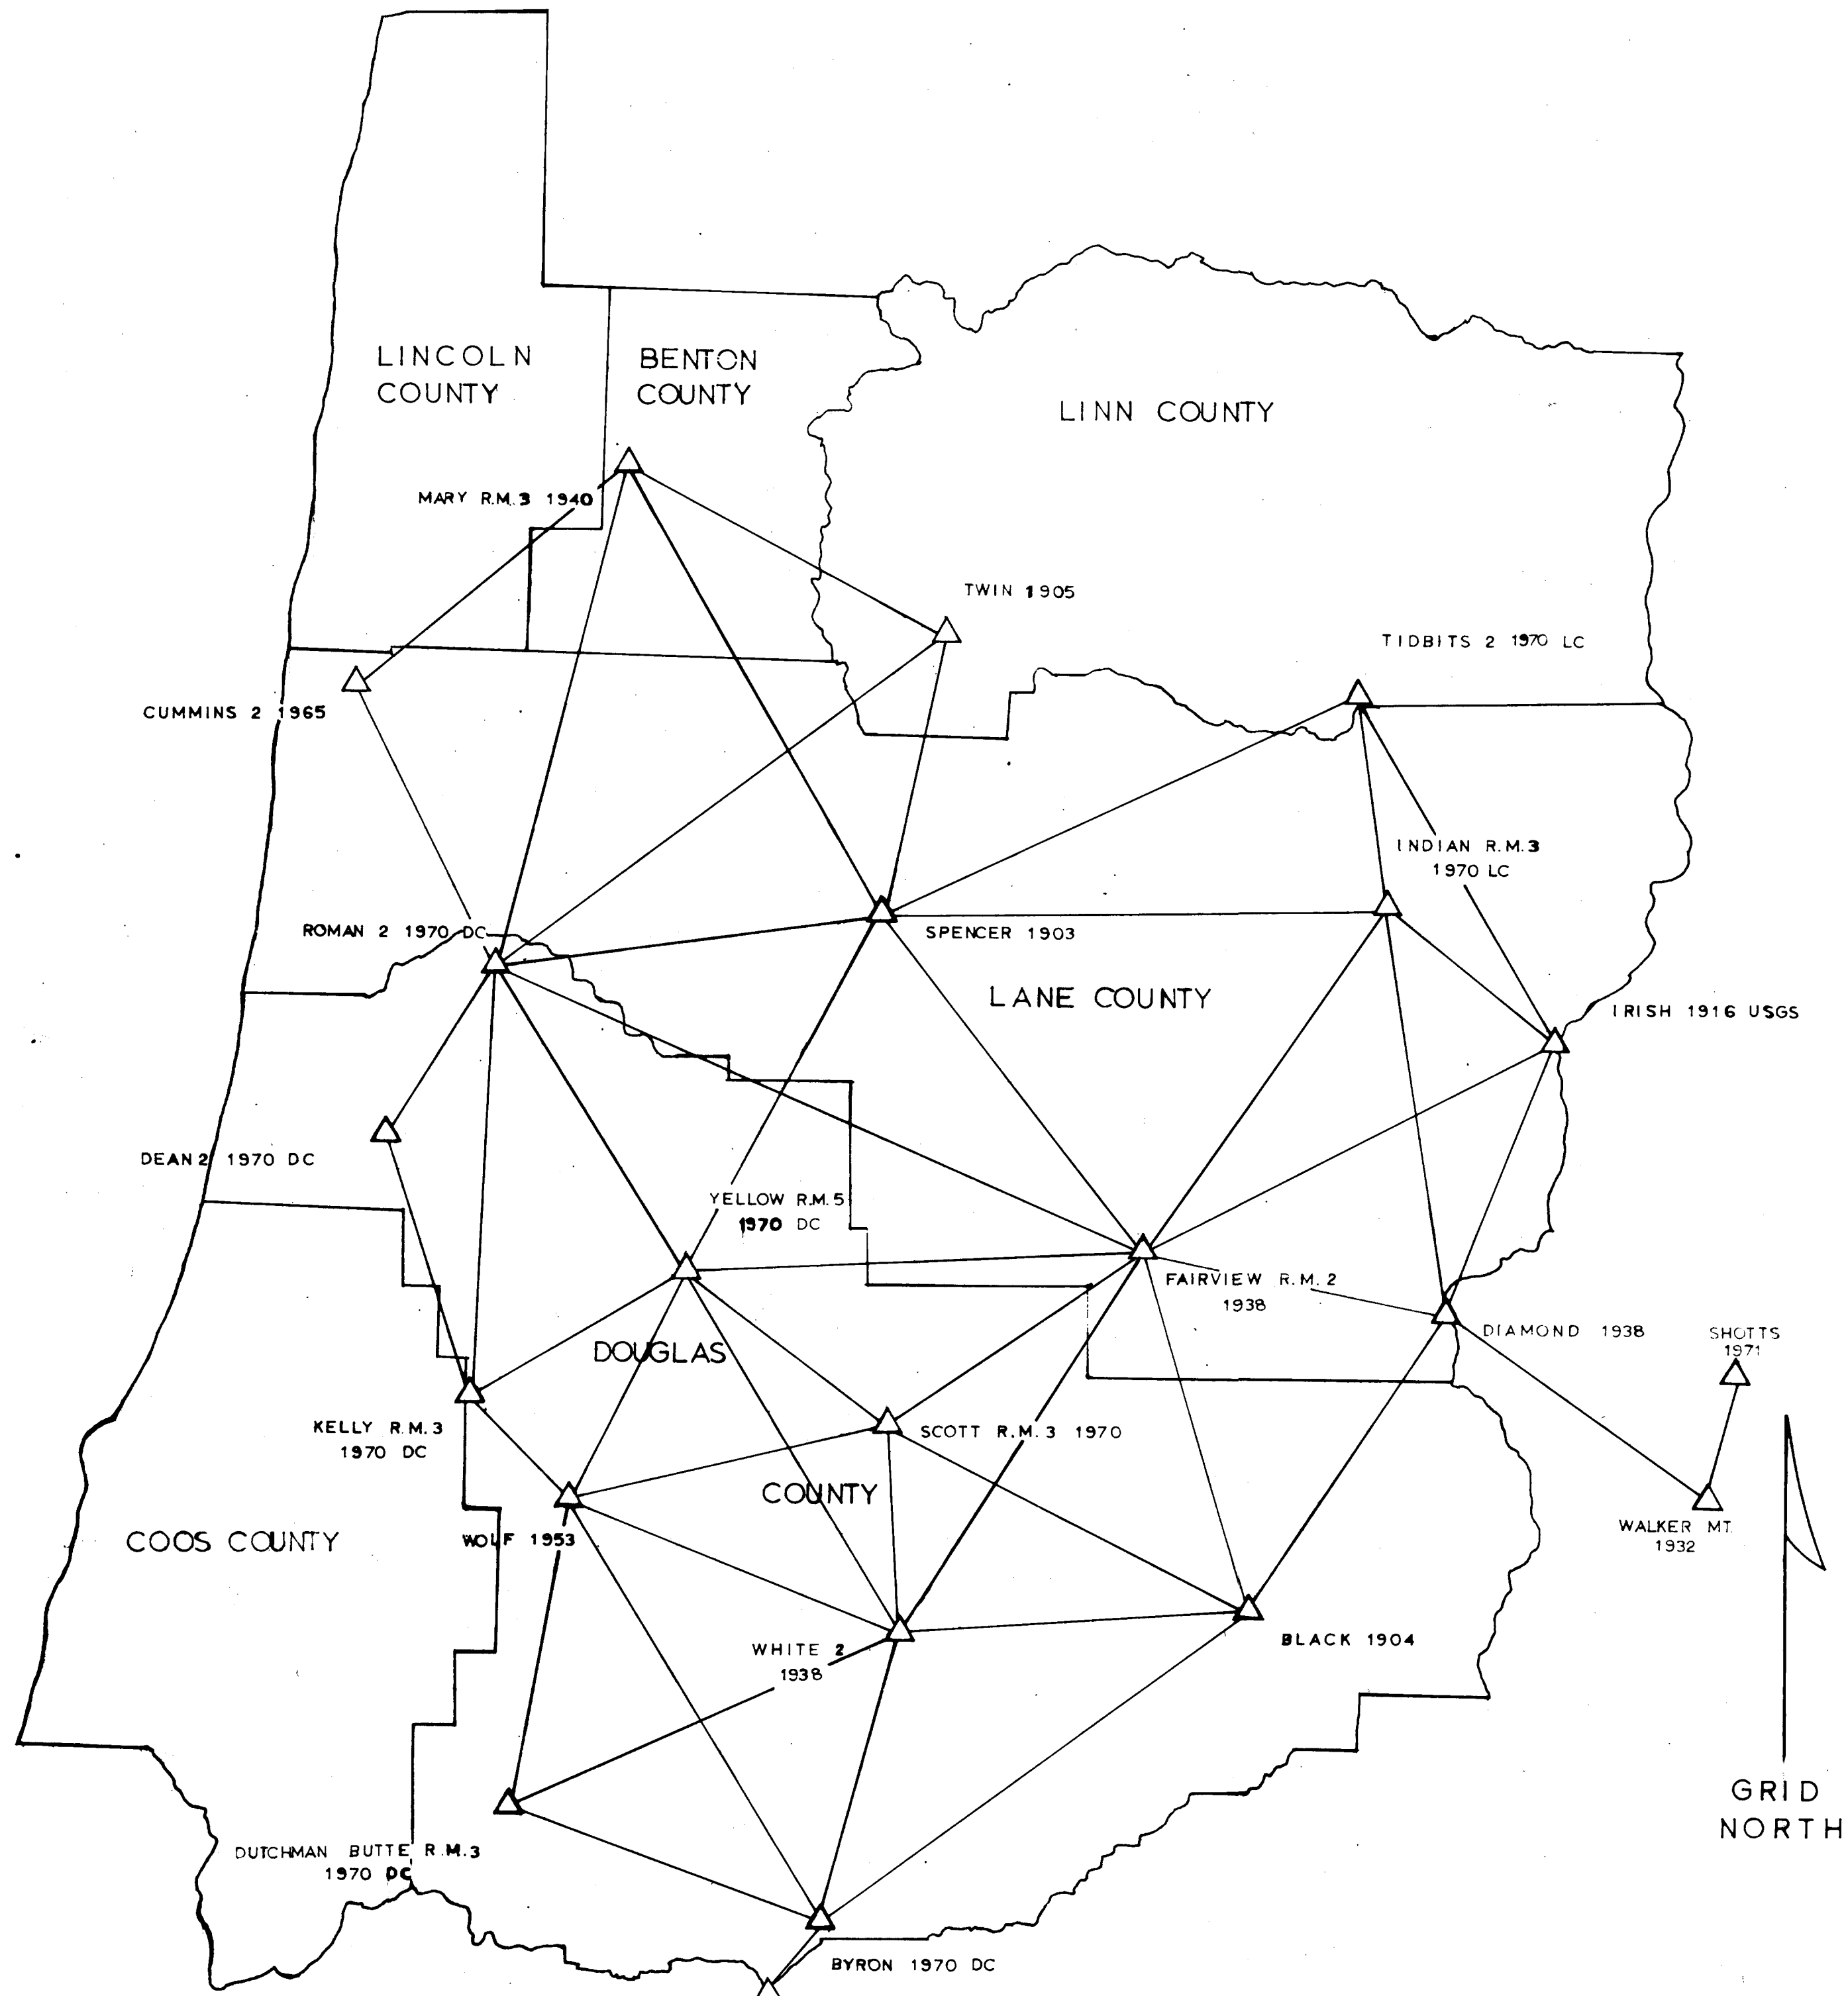 LINCOLN
COUNTY
BENTON
COUNTY
LINN COUNTY
MARY R.M.3 1940
TWIN 1905
TIDBITS 2 1970 LC
CUMMINS 2 1965
INDIAN R.M.3
1970 LC
ROMAN 2 1970 DC
SPENCER 1903
LANE COUNTY
IRISH 1916 USGS
DEAN 2 1970 DC
YELLOW R.M.5
1970 DC
FAIRVIEW R.M.2
1938
DIAMOND 1938
SHOTTS
1971
DOUGLAS
KELLY R.M.3
1970 DC
SCOTT R.M.3 1970
COUNTY
COOS COUNTY
WOLF 1953
WALKER MT.
1932
WHITE 2
1938
BLACK 1904
GRID
NORTH
DUTCHMAN BUTTE R.M.3
1970 DC
BYRON 1970 DC